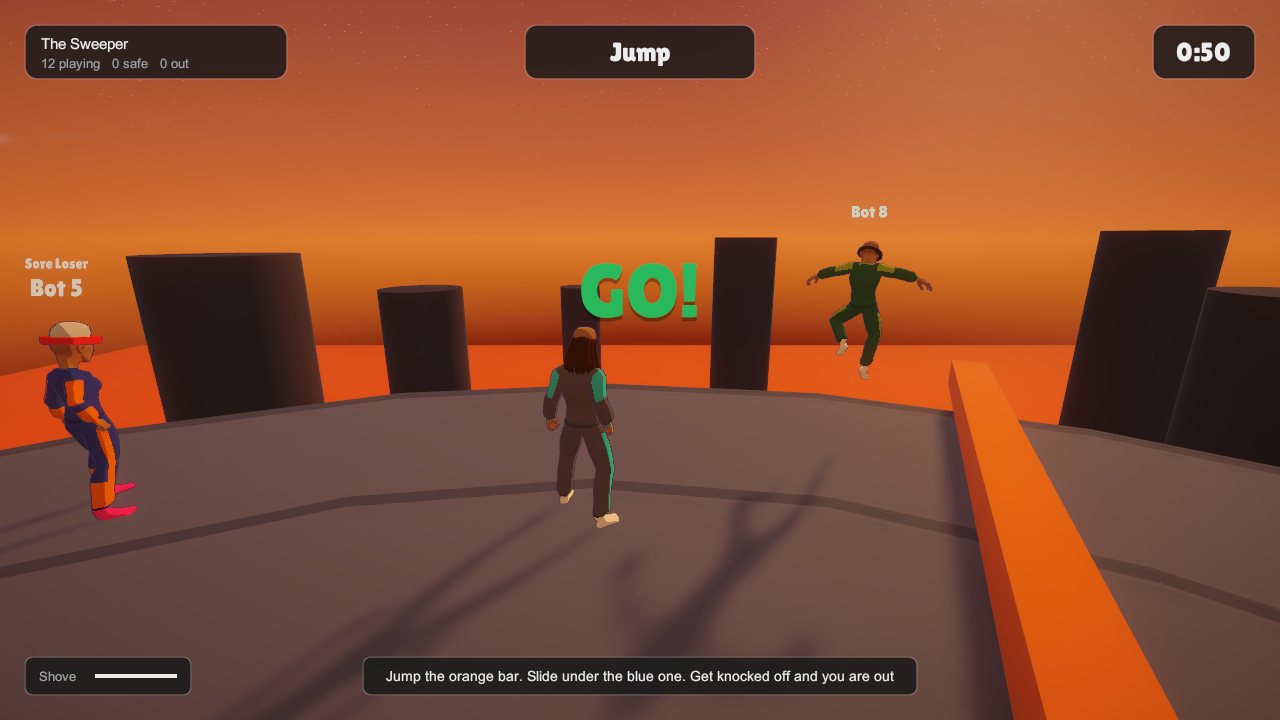 The Sweeper
12 playing 0 safe 0 out
Jump
0:50
Bot 8
Sore Loser
Bot 5
GO!
Shove
Jump the orange bar. Slide under the blue one. Get knocked off and you are out